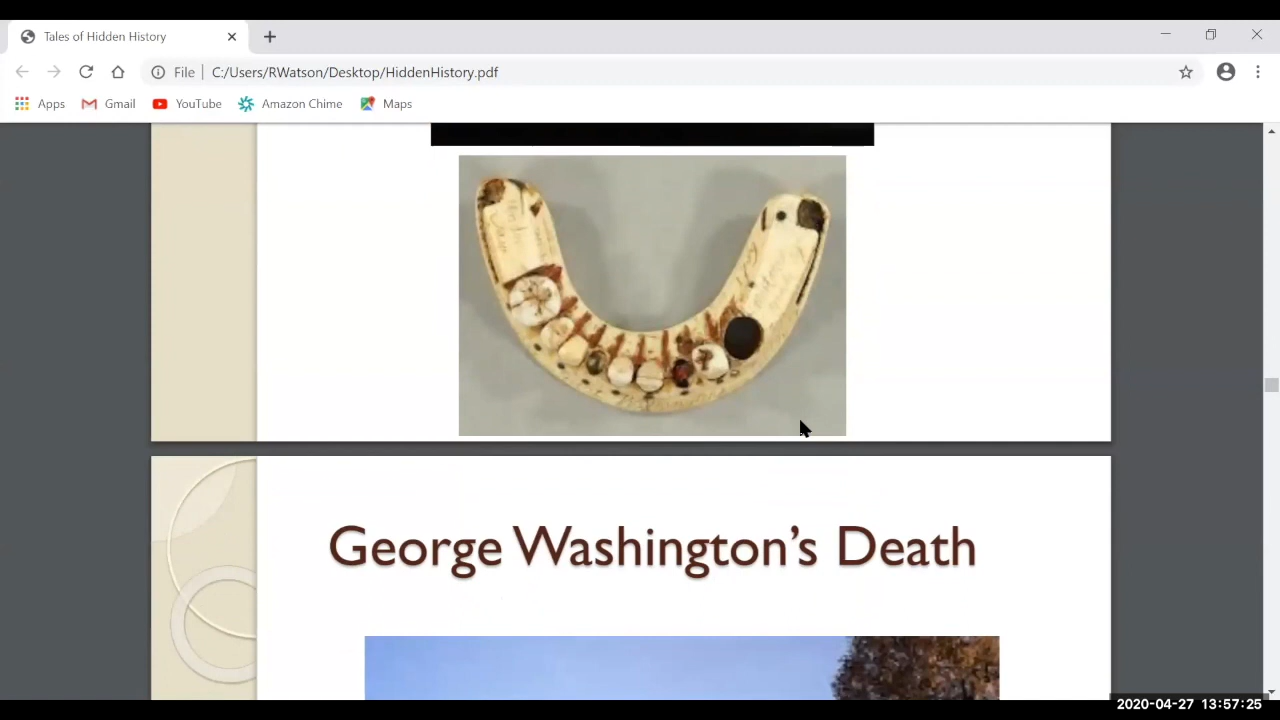 Tales of Hidden History
File
C:/Users/RWatson/Desktop/HiddenHistory.pdf
Apps
Gmail
YouTube
Amazon Chime
Maps
George Washington's Death
2020-04-27 13:57:25